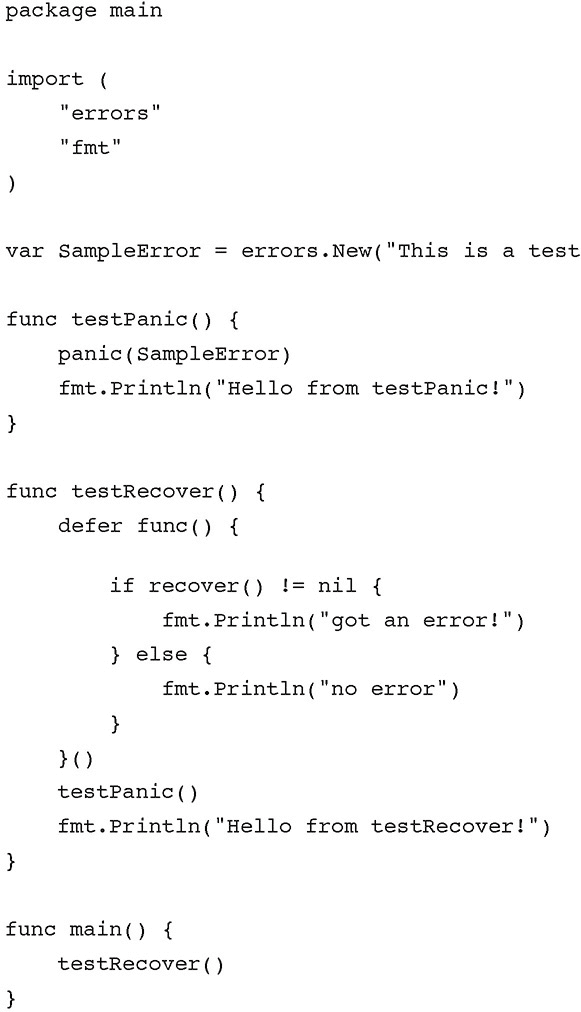 package main

import (
    "errors"
    "fmt"
)

var SampleError = errors.New("This is a test

func testPanic() {
    panic(SampleError)
    fmt.Println("Hello from testPanic!")
}

func testRecover() {
    defer func() {

        if recover() != nil {
            fmt.Println("got an error!")
        } else {
            fmt.Println("no error")
        }
    }()
    testPanic()
    fmt.Println("Hello from testRecover!")
}

func main() {
    testRecover()
}